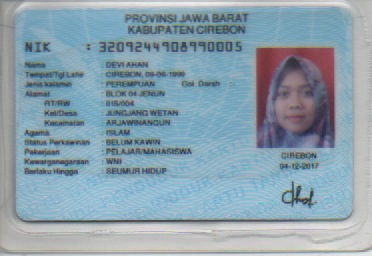 PROVINSI JAWA BARAT
KABUPATEN CIREBON
NIK : 3209244908990005
Nama : DEVI AHAN
Tempat/Tgl Lahir : CIREBON, 09-08-1999
Jenis kelamin : PEREMPUAN Gol. Darah
Alamat : BLOK 04 JENUN
RT/RW : 015/004
Kel/Desa : JUNGJANG WETAN
Kecamatan : ARJAWINANGUN
Agama : ISLAM
Status Perkawinan : BELUM KAWIN
Pekerjaan : PELAJAR/MAHASISWA
Kewarganegaraan : WNI
Berlaku Hingga : SEUMUR HIDUP
CIREBON
04-12-2017